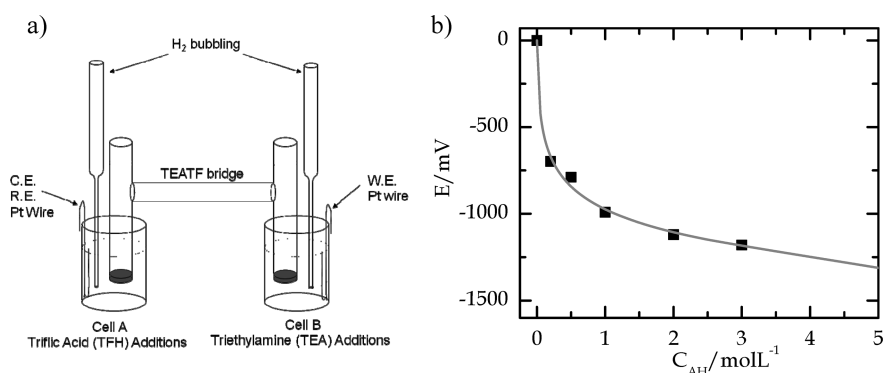 a)
H₂ bubbling
TEATF bridge
C.E.
R.E.
Pt Wire
W.E.
Pt wire
Cell A
Triflic Acid (TFH) Additions
Cell B
Triethylamine (TEA) Additions
b)
E/mV
0
-500
-1000
-1500
0 1 2 3 4 5
C_AH/molL⁻¹